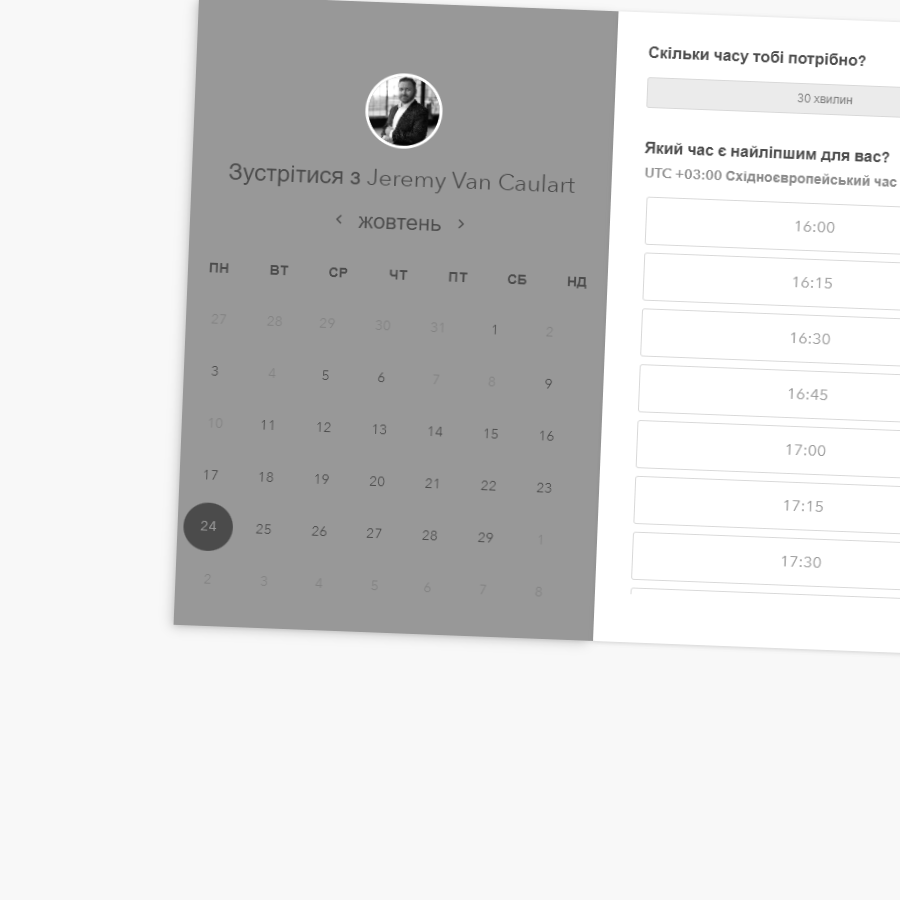 Зустрітися з Jeremy Van Caulart
‹ жовтень ›
ПН ВТ СР ЧТ ПТ СБ НД
27 28 29 30 31 1 2
3 4 5 6 7 8 9
10 11 12 13 14 15 16
17 18 19 20 21 22 23
24 25 26 27 28 29 1
2 3 4 5 6 7 8
Скільки часу тобі потрібно?
30 хвилин
Який час є найліпшим для вас?
UTC +03:00 Східноєвропейський час
16:00
16:15
16:30
16:45
17:00
17:15
17:30